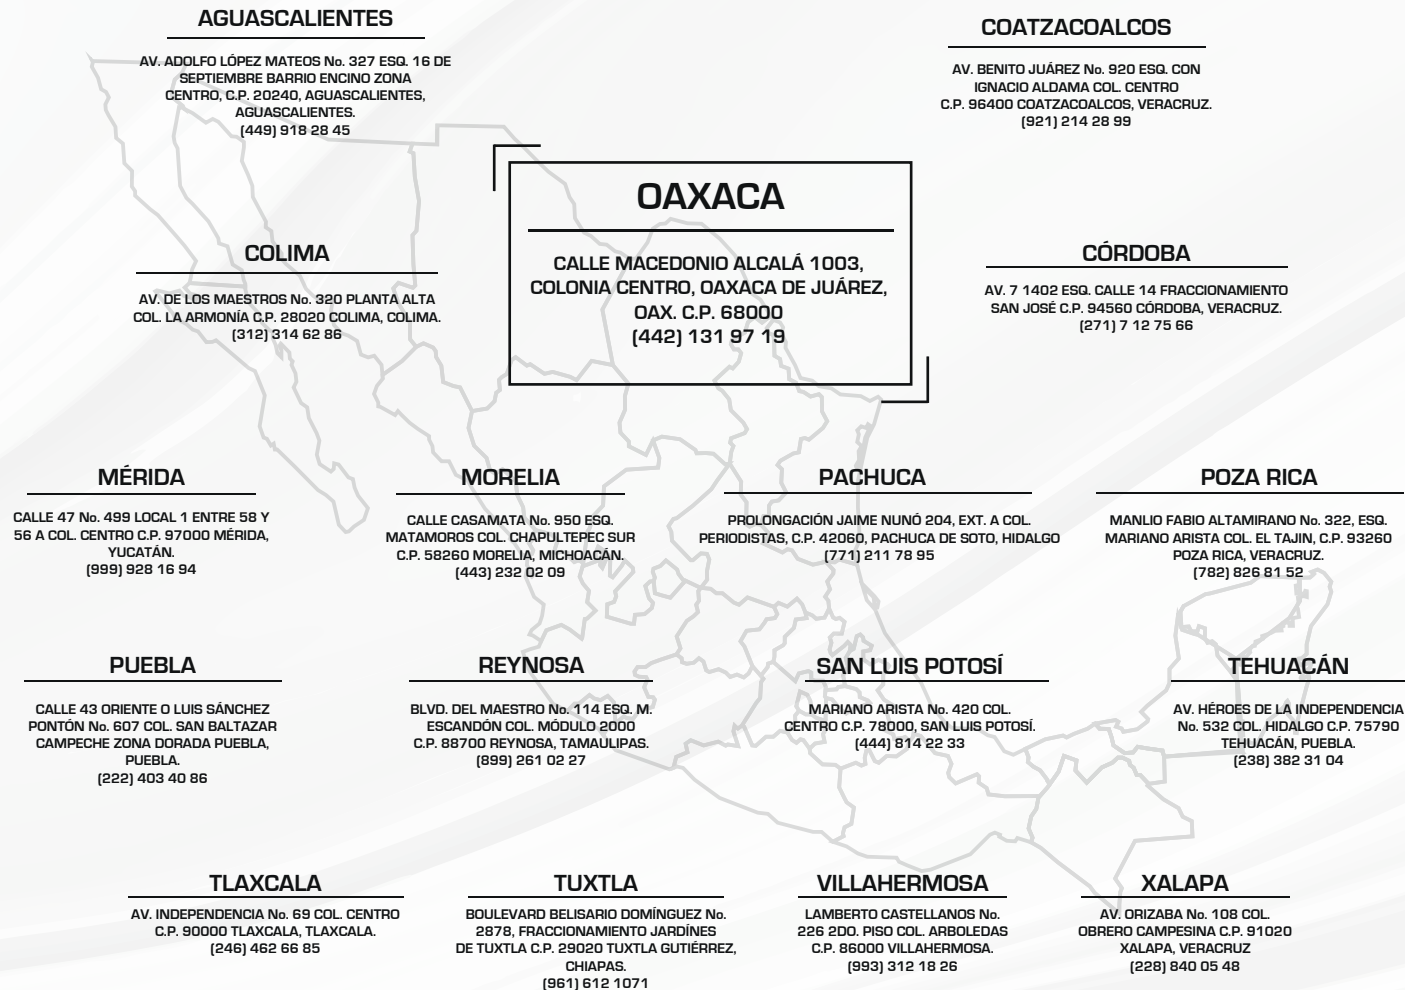 AGUASCALIENTES
AV. ADOLFO LÓPEZ MATEOS No. 327 ESQ. 16 DE
SEPTIEMBRE BARRIO ENCINO ZONA
CENTRO, C.P. 20240, AGUASCALIENTES,
AGUASCALIENTES.
(449) 918 28 45
COATZACOALCOS
AV. BENITO JUÁREZ No. 920 ESQ. CON
IGNACIO ALDAMA COL. CENTRO
C.P. 96400 COATZACOALCOS, VERACRUZ.
(921) 214 28 99
OAXACA
CALLE MACEDONIO ALCALÁ 1003,
COLONIA CENTRO, OAXACA DE JUÁREZ,
OAX. C.P. 68000
(442) 131 97 19
COLIMA
AV. DE LOS MAESTROS No. 320 PLANTA ALTA
COL. LA ARMONÍA C.P. 28020 COLIMA, COLIMA.
(312) 314 62 86
CÓRDOBA
AV. 7 1402 ESQ. CALLE 14 FRACCIONAMIENTO
SAN JOSÉ C.P. 94560 CÓRDOBA, VERACRUZ.
(271) 7 12 75 66
MÉRIDA
CALLE 47 No. 499 LOCAL 1 ENTRE 58 Y
56 A COL. CENTRO C.P. 97000 MÉRIDA,
YUCATÁN.
(999) 928 16 94
MORELIA
CALLE CASAMATA No. 950 ESQ.
MATAMOROS COL. CHAPULTEPEC SUR
C.P. 58260 MORELIA, MICHOACÁN.
(443) 232 02 09
PACHUCA
PROLONGACIÓN JAIME NUNÓ 204, EXT. A COL.
PERIODISTAS, C.P. 42060, PACHUCA DE SOTO, HIDALGO
(771) 211 78 95
POZA RICA
MANLIO FABIO ALTAMIRANO No. 322, ESQ.
MARIANO ARISTA COL. EL TAJIN, C.P. 93260
POZA RICA, VERACRUZ.
(782) 826 81 52
PUEBLA
CALLE 43 ORIENTE O LUIS SÁNCHEZ
PONTÓN No. 607 COL. SAN BALTAZAR
CAMPECHE ZONA DORADA PUEBLA,
PUEBLA.
(222) 403 40 86
REYNOSA
BLVD. DEL MAESTRO No. 114 ESQ. M.
ESCANDÓN COL. MÓDULO 2000
C.P. 88700 REYNOSA, TAMAULIPAS.
(899) 261 02 27
SAN LUIS POTOSÍ
MARIANO ARISTA No. 420 COL.
CENTRO C.P. 78000, SAN LUIS POTOSÍ.
(444) 814 22 33
TEHUACÁN
AV. HÉROES DE LA INDEPENDENCIA
No. 532 COL. HIDALGO C.P. 75790
TEHUACÁN, PUEBLA.
(238) 382 31 04
TLAXCALA
AV. INDEPENDENCIA No. 69 COL. CENTRO
C.P. 90000 TLAXCALA, TLAXCALA.
(246) 462 66 85
TUXTLA
BOULEVARD BELISARIO DOMÍNGUEZ No.
2878, FRACCIONAMIENTO JARDÍNES
DE TUXTLA C.P. 29020 TUXTLA GUTIÉRREZ,
CHIAPAS.
(961) 612 1071
VILLAHERMOSA
LAMBERTO CASTELLANOS No.
226 2DO. PISO COL. ARBOLEDAS
C.P. 86000 VILLAHERMOSA.
(993) 312 18 26
XALAPA
AV. ORIZABA No. 108 COL.
OBRERO CAMPESINA C.P. 91020
XALAPA, VERACRUZ
(228) 840 05 48